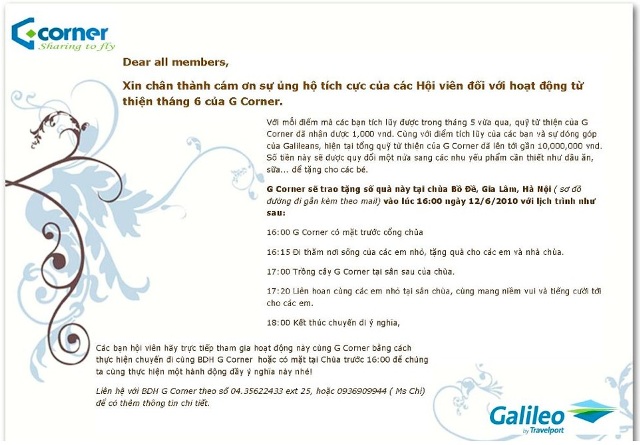 Gcorner
Sharing to fly
Dear all members,
Xin chân thành cám ơn sự ủng hộ tích cực của các Hội viên đối với hoạt động từ
thiện tháng 6 của G Corner.
Với mỗi điểm mà các bạn tích lũy được trong tháng 5 vừa qua, quỹ từ thiện của G
Corner đã nhận được 1,000 vnd. Cũng với điểm tích lũy của các bạn và sự đóng góp
của Galileans, hiện tại tổng quỹ từ thiên của G Corner đã lên tới gần 10,000,000 vnd.
Số tiền này sẽ được quy đổi một nửa sang các nhu yếu phẩm cần thiết như dầu ăn,
sữa... để tặng cho các bé.
G Corner sẽ trao tặng số quà này tại chùa Bồ Đề, Gia Lâm, Hà Nội ( sơ đồ
đường đi gắn kèm theo mail) vào lúc 16:00 ngày 12/6/2010 với lịch trình như
sau:
16:00 G Corner có mặt trước cổng chùa
16:15 Đi thăm nơi sống của các em nhỏ, tặng quà cho các em và nhà chùa.
17:00 Trồng cây G Corner tại sân sau của chùa.
17:20 Liên hoan cùng các em nhỏ tại sân chùa, cùng mang niềm vui và tiếng cười tới
cho các em.
18:00 Kết thúc chuyến đi ý nghĩa,
Các bạn hội viên hãy trực tiếp tham gia hoạt động này cùng G Corner bằng cách
thực hiện chuyến đi cùng BDH G Corner hoặc có mặt tại Chùa trước 16:00 để chúng
ta cùng thực hiện một hành động đầy ý nghĩa này nhé!
Liên hệ với BDH G Corner theo số 04.35622433 ext 25, hoặc 0936909944 ( Ms Chi)
để có thêm thông tin chi tiết.
Galileo
by Travelport